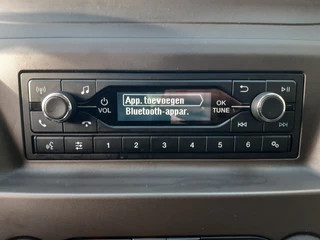 App. toevoegen
Bluetooth-appar.
VOL
OK
TUNE
1 2 3 4 5 6